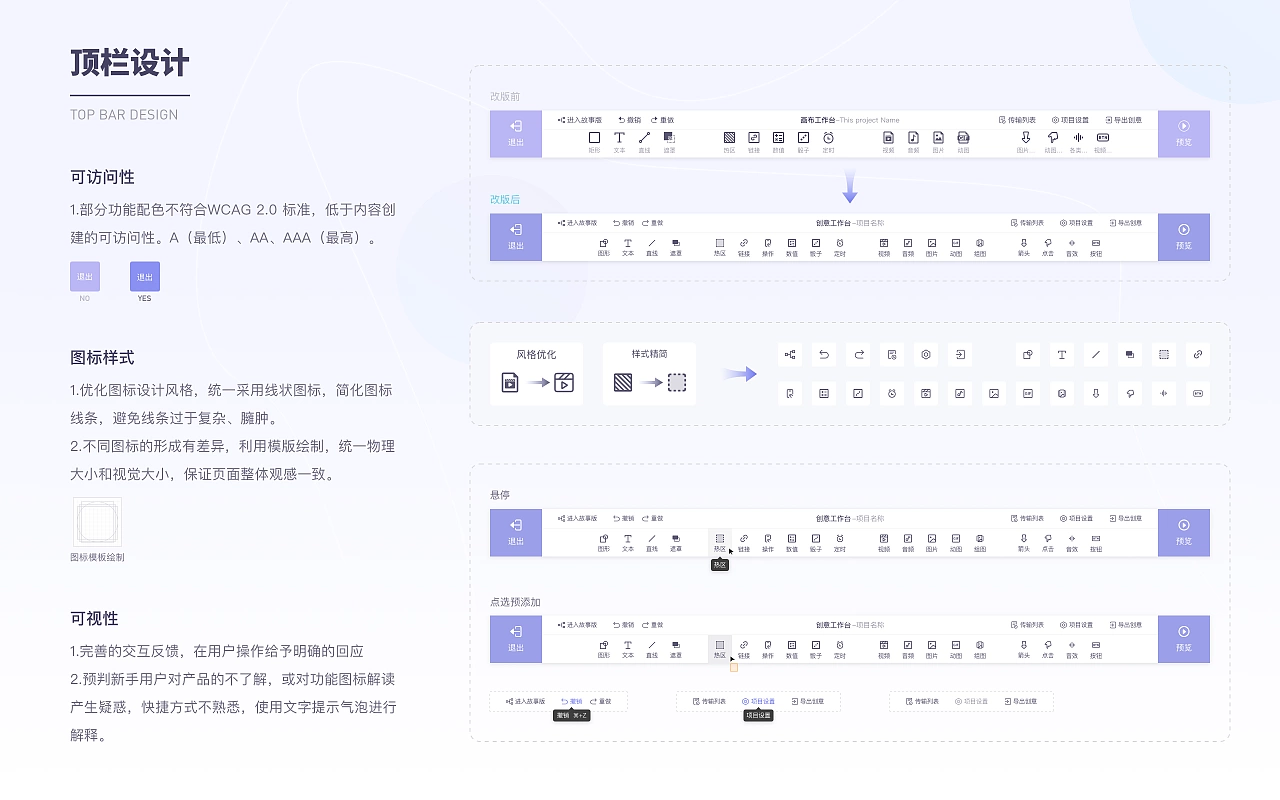 顶栏设计
TOP BAR DESIGN
可访问性
1.部分功能配色不符合WCAG 2.0 标准，低于内容创
建的可访问性。A（最低）、AA、AAA（最高）。
退出 退出
NO YES
图标样式
1.优化图标设计风格，统一采用线状图标，简化图标
线条，避免线条过于复杂、臃肿。
2.不同图标的形成有差异，利用模版绘制，统一物理
大小和视觉大小，保证页面整体观感一致。
图标模板绘制
可视性
1.完善的交互反馈，在用户操作给予明确的回应
2.预判新手用户对产品的不了解，或对功能图标解读
产生疑惑，快捷方式不熟悉，使用文字提示气泡进行
解释。
改版前
退出 进入故事版 撤销 重做 画布工作台-This project Name 传输列表 项目设置 导出创意 预览
矩形 文本 直线 遮罩 热区 链接 数值 骰子 定时 视频 音频 图片 动图 图片... 动图... 各类... 视频...
改版后
退出 进入故事版 撤销 重做 创意工作台-项目名称 传输列表 项目设置 导出创意 预览
图形 文本 直线 遮罩 热区 链接 操作 数值 骰子 定时 视频 音频 图片 动图 绘图 箭头 点击 音效 按钮
风格优化 样式精简
悬停
退出 进入故事版 撤销 重做 创意工作台-项目名称 传输列表 项目设置 导出创意 预览
图形 文本 直线 遮罩 热区 链接 操作 数值 骰子 定时 视频 音频 图片 动图 绘图 箭头 点击 音效 按钮
热区
点选预添加
退出 进入故事版 撤销 重做 创意工作台-项目名称 传输列表 项目设置 导出创意 预览
图形 文本 直线 遮罩 热区 链接 操作 数值 骰子 定时 视频 音频 图片 动图 绘图 箭头 点击 音效 按钮
进入故事版 撤销 重做 传输列表 项目设置 导出创意 传输列表 项目设置 导出创意
撤销 ⌘+Z 项目设置